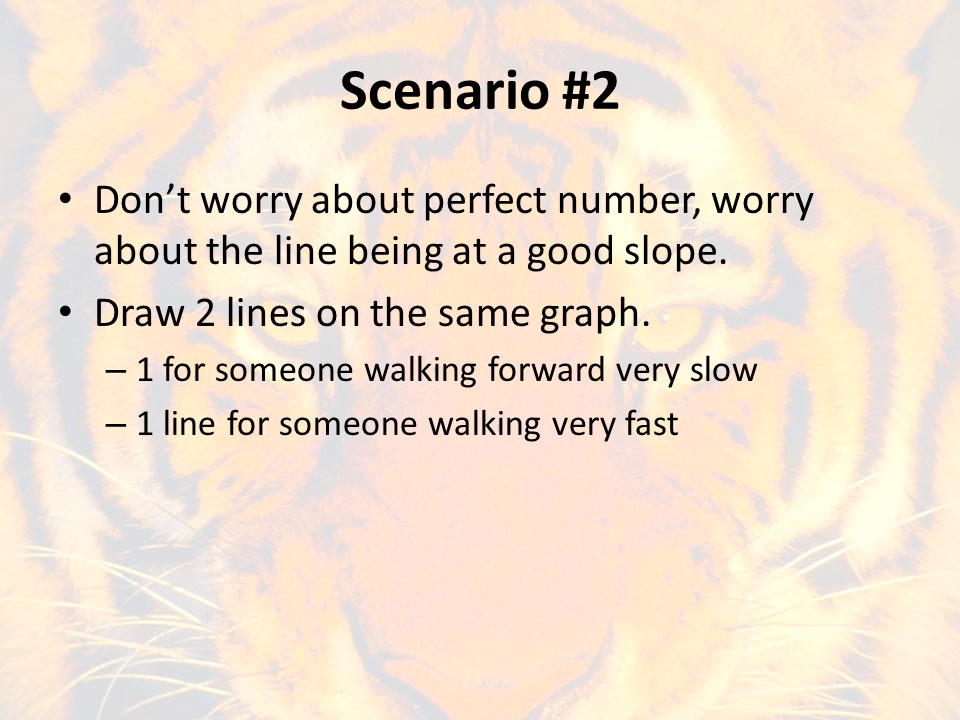 Scenario #2
• Don’t worry about perfect number, worry
about the line being at a good slope.
• Draw 2 lines on the same graph.
– 1 for someone walking forward very slow
– 1 line for someone walking very fast